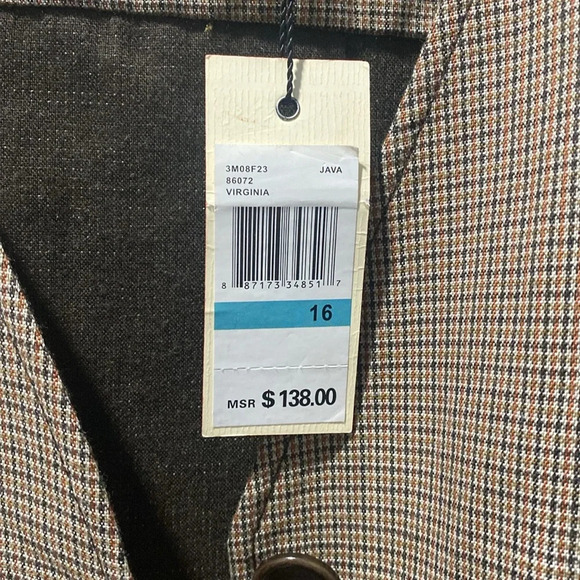 3M08F23 JAVA
86072
VIRGINIA
8 87173 34851 7
16
MSR $138.00